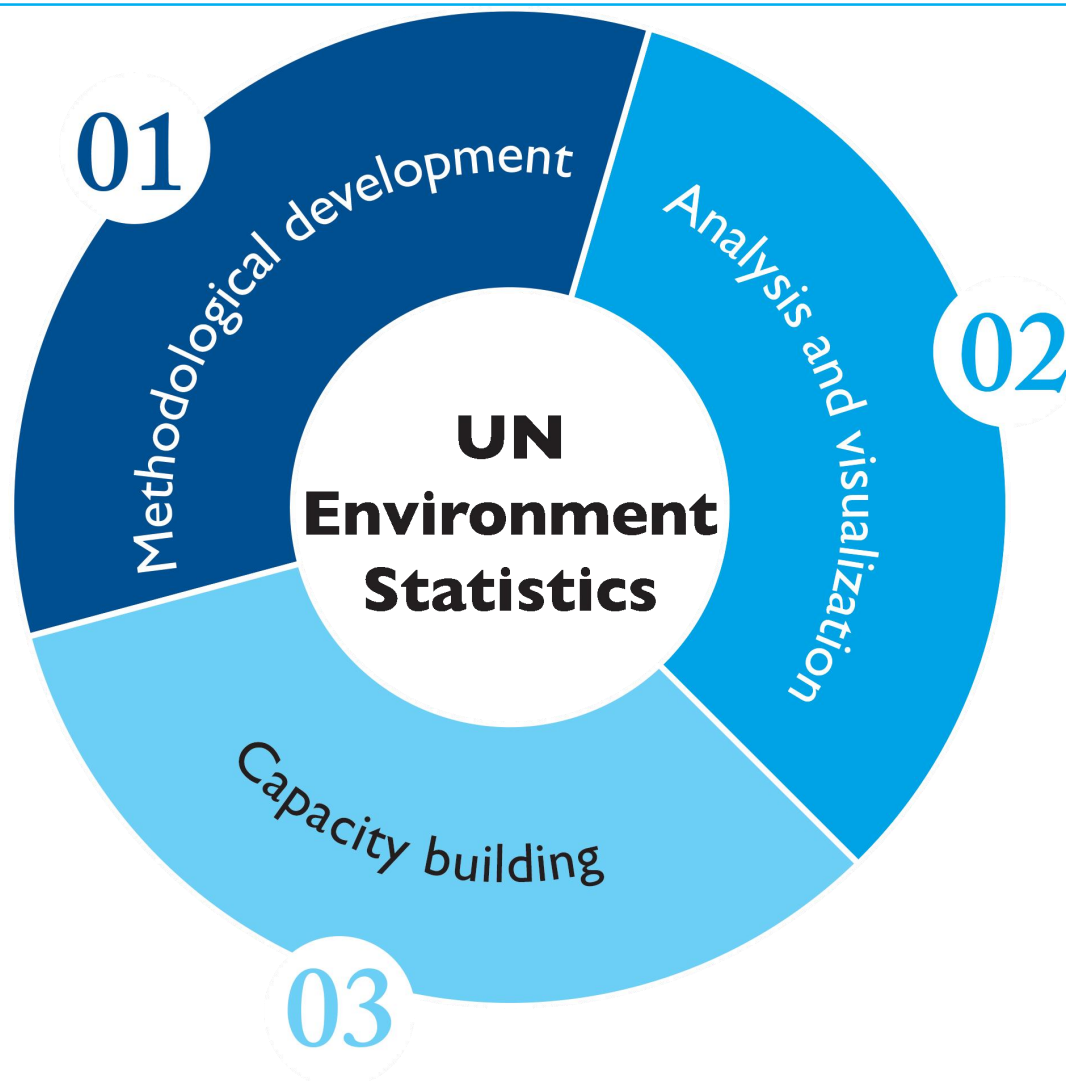 01
Methodological development
Analysis and visualization
02
UN
Environment
Statistics
Capacity building
03